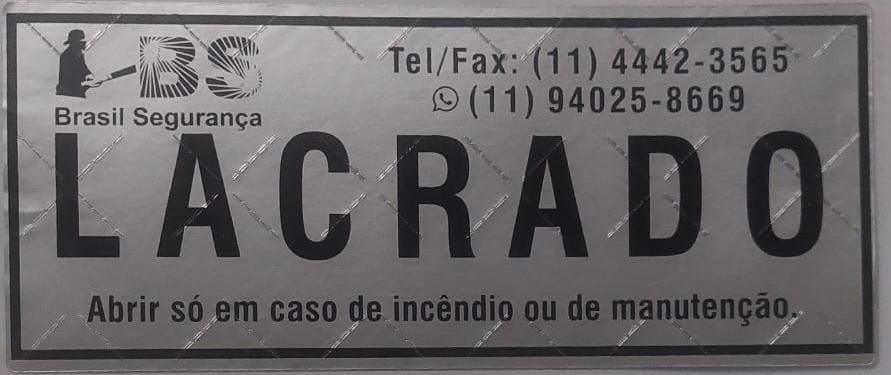 BS
Brasil Segurança
Tel/Fax: (11) 4442-3565
(11) 94025-8669
LACRADO
Abrir só em caso de incêndio ou de manutenção.